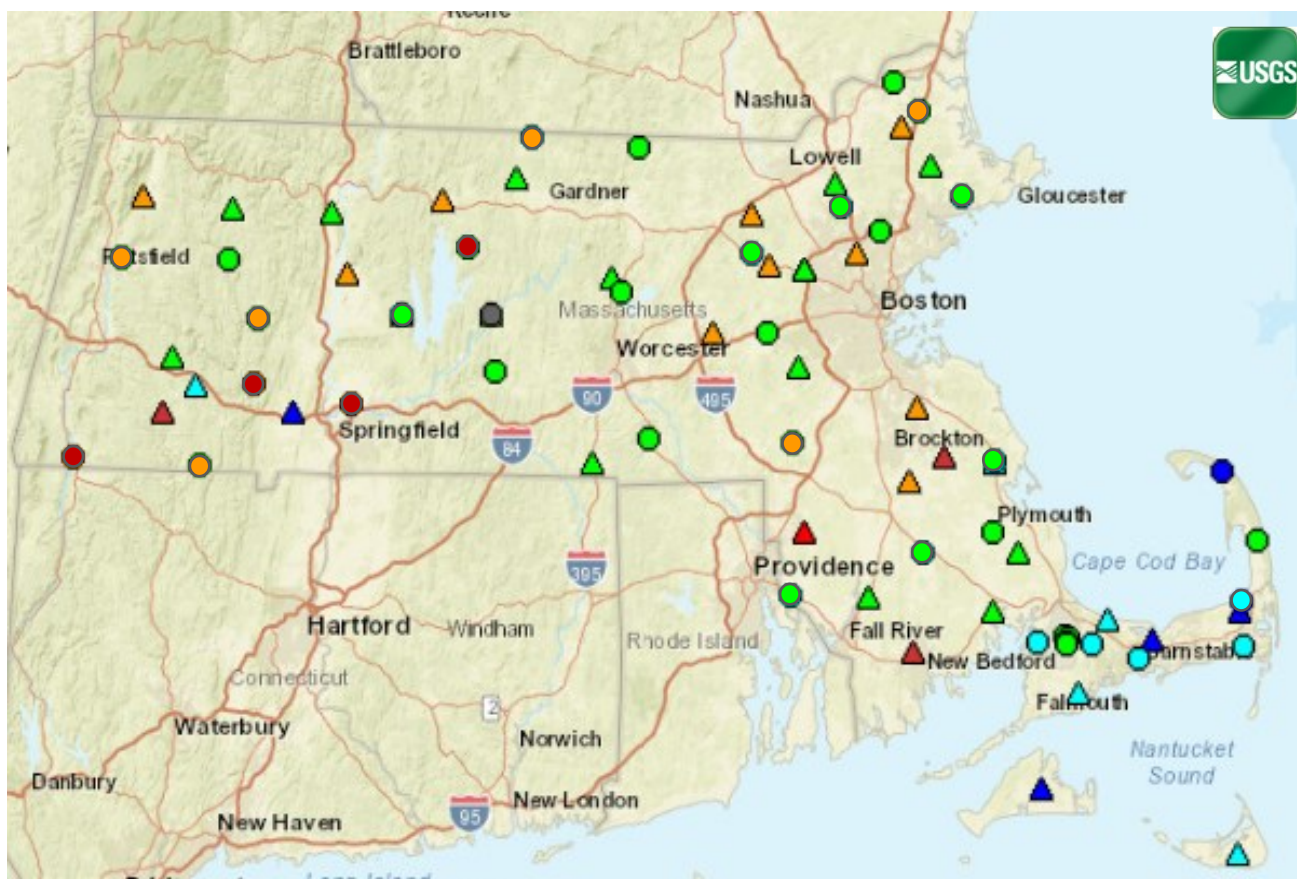 Brattleboro
USGS
Nashua
Lowell
Gardner
Gloucester
Massachusetts
Boston
Worcester
90
495
Springfield
84
Brockton
Plymouth
Cape Cod Bay
395
Providence
Hartford
Windham
Rhode Island
Fall River
New Bedford
Connecticut
Falmouth
2
Waterbury
Norwich
Nantucket
Sound
Danbury
New London
95
New Haven
Long Island